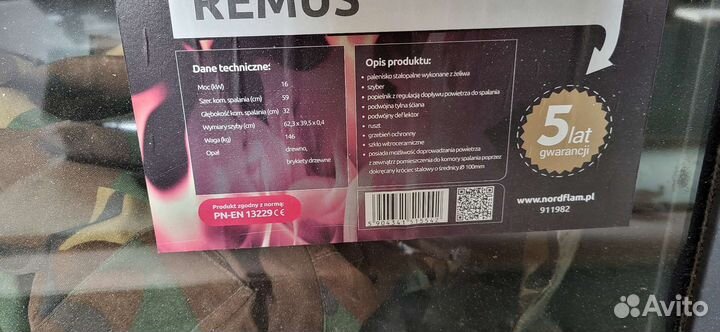 REMUS
Dane techniczne:
Moc (kW) 16
Szer. kom. spalania (cm) 59
Głębokość kom. spalania (cm) 32
Wymiary szyby (cm) 62,3 x 39,5 x 0,4
Waga (kg) 146
Opał drewno,
brykiety drzewne
Produkt zgodny z normą:
PN-EN 13229 CE
Opis produktu:
• palenisko stałopalne wykonane z żeliwa
• szyber
• popielnik z regulacją dopływu powietrza do spalania
• podwójna tylna ściana
• podwójny deflektor
• ruszt
• grzebień ochronny
• szkło witroceramiczne
• posiada możliwość doprowadzania powietrza
z zewnątrz pomieszczenia do komory spalania poprzez
dokręcany króciec stalowy o średnicy Ø 100mm
5 lat
gwarancji
www.nordflam.pl
911982
Avito